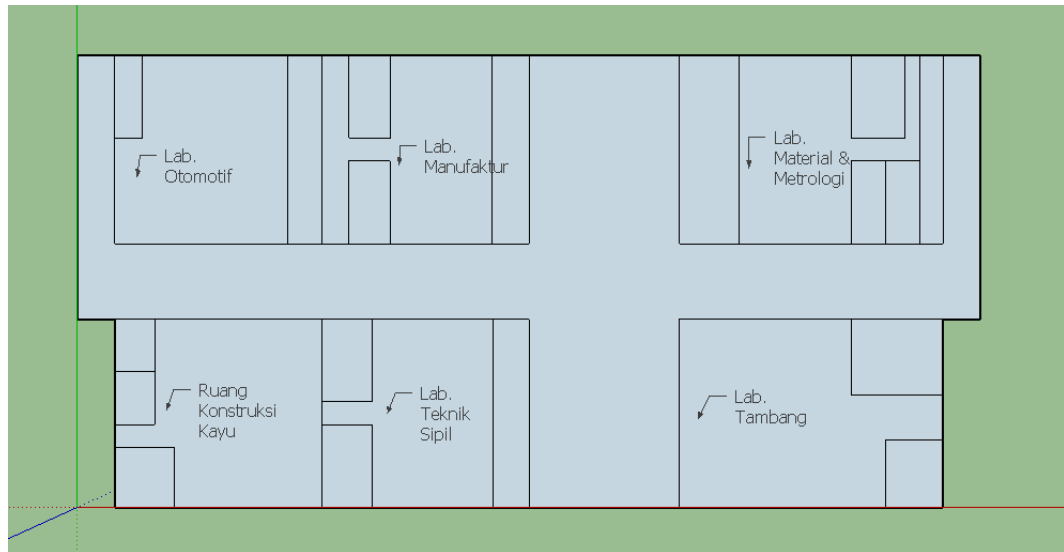 Lab.
Otomotif
Lab.
Manufaktur
Lab.
Material &
Metrologi
Ruang
Konstruksi
Kayu
Lab.
Teknik
Sipil
Lab.
Tambang